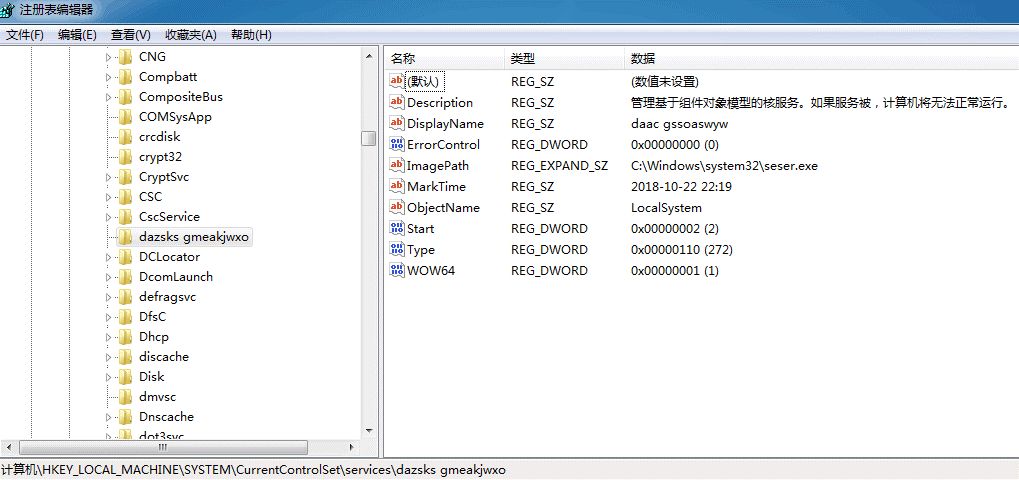 注册表编辑器
文件(F) 编辑(E) 查看(V) 收藏夹(A) 帮助(H)
CNG
Compbatt
CompositeBus
COMSysApp
crcdisk
crypt32
CryptSvc
CSC
CscService
dazsks gmeakjwxo
DCLocator
DcomLaunch
defragsvc
DfsC
Dhcp
discache
Disk
dmvsc
Dnscache
dot3svc
名称 类型 数据
(默认) REG_SZ (数值未设置)
Description REG_SZ 管理基于组件对象模型的核服务。如果服务被，计算机将无法正常运行。
DisplayName REG_SZ daac gssoaswyw
ErrorControl REG_DWORD 0x00000000 (0)
ImagePath REG_EXPAND_SZ C:\Windows\system32\seser.exe
MarkTime REG_SZ 2018-10-22 22:19
ObjectName REG_SZ LocalSystem
Start REG_DWORD 0x00000002 (2)
Type REG_DWORD 0x00000110 (272)
WOW64 REG_DWORD 0x00000001 (1)
计算机\HKEY_LOCAL_MACHINE\SYSTEM\CurrentControlSet\services\dazsks gmeakjwxo